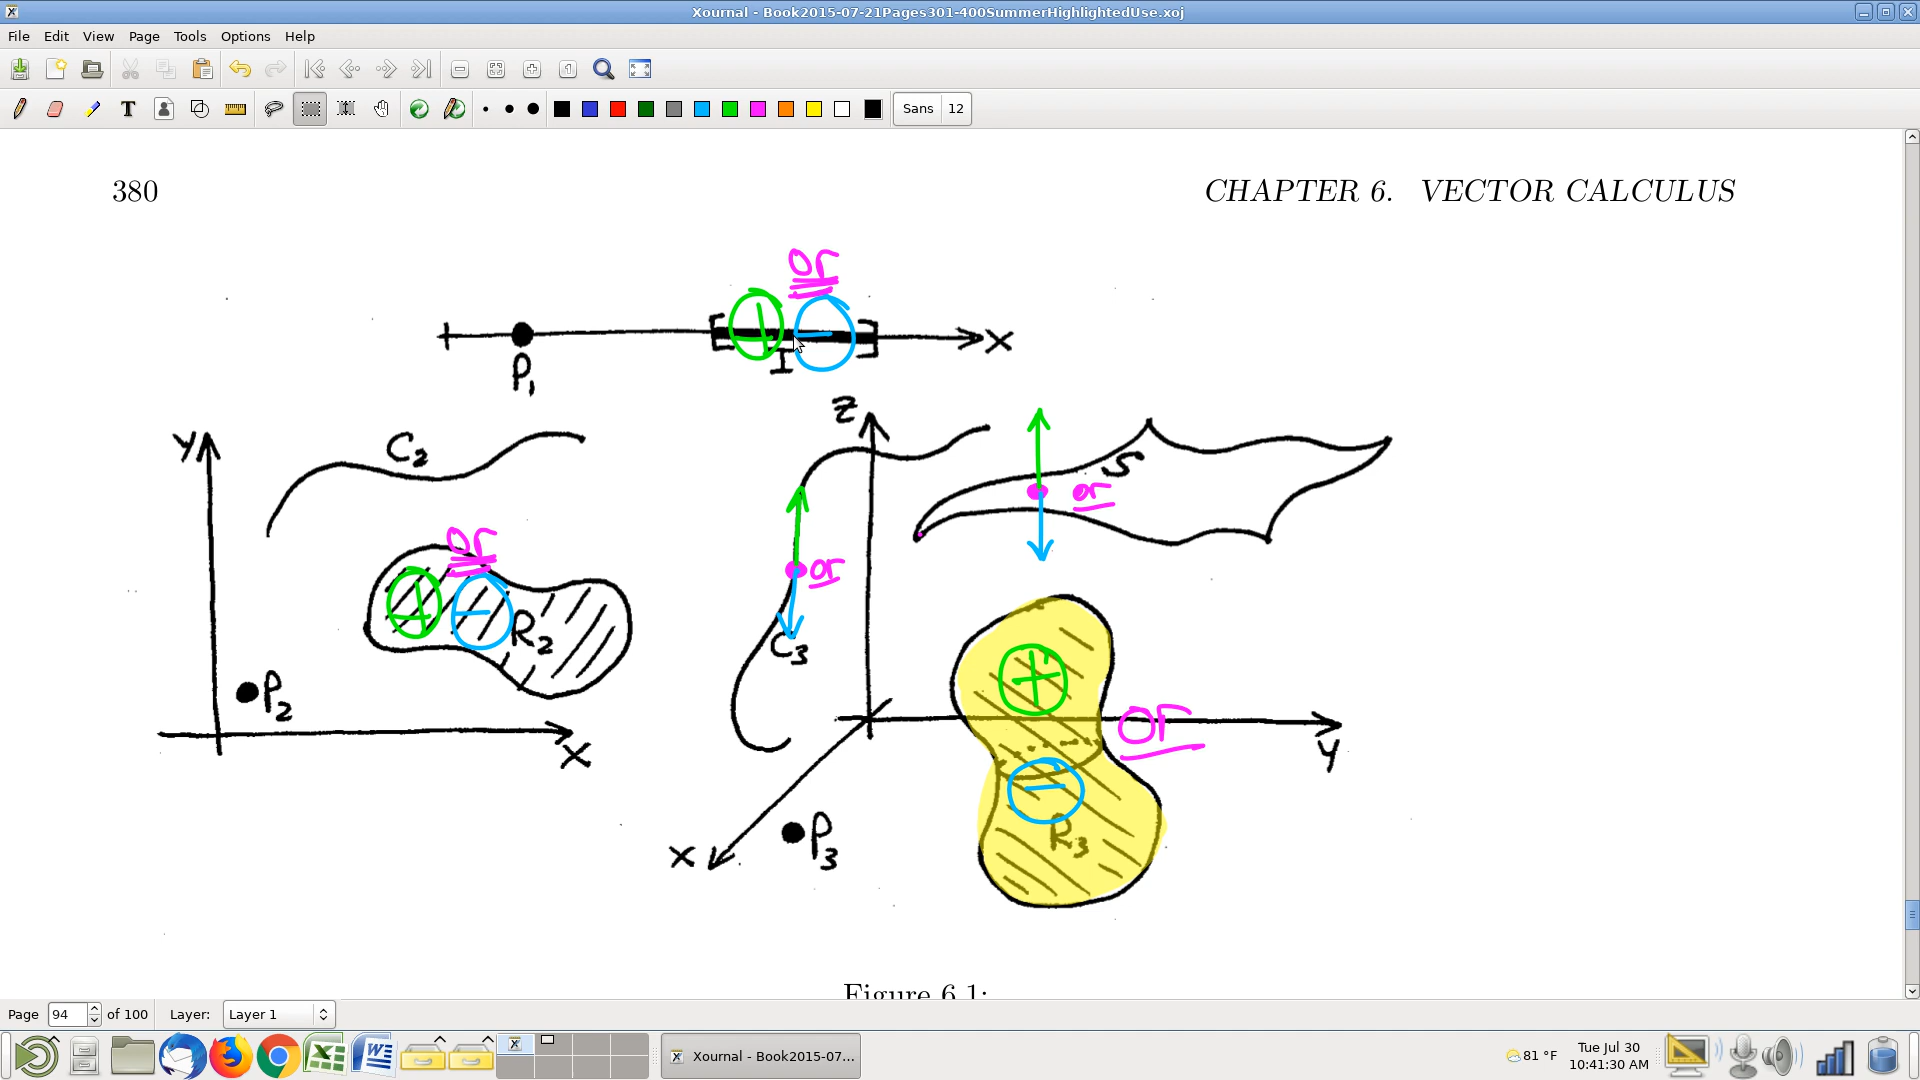 Xournal - Book2015-07-21Pages301-400SummerHighlightedUse.xoj
File Edit View Page Tools Options Help
Sans 12
380 CHAPTER 6. VECTOR CALCULUS
or
I
X
P1
Z
Y
C2
S
or
or
or
R2
C3
P2
X
or
y
R3
X
P3
Figure 6.1:
Page 94 of 100 Layer: Layer 1
Xournal - Book2015-07...
81 °F
Tue Jul 30
10:41:30 AM